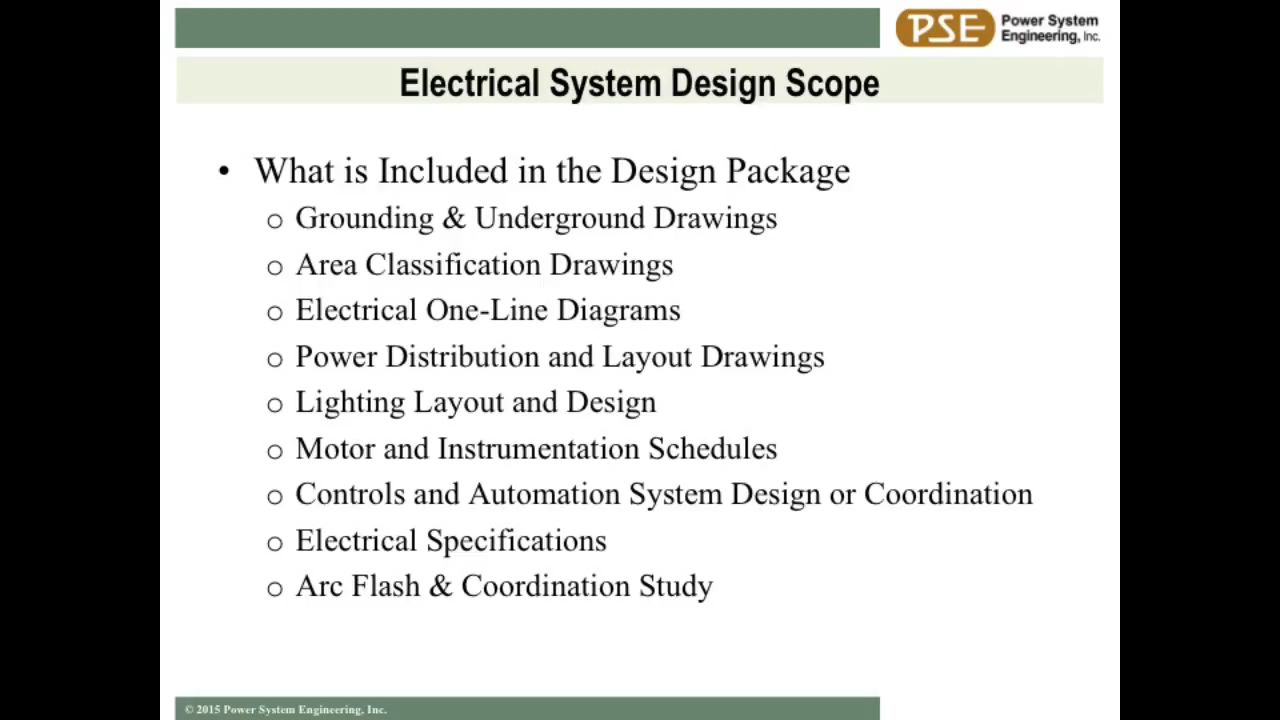 PSE Power System
Engineering, Inc.
Electrical System Design Scope
• What is Included in the Design Package
o Grounding & Underground Drawings
o Area Classification Drawings
o Electrical One-Line Diagrams
o Power Distribution and Layout Drawings
o Lighting Layout and Design
o Motor and Instrumentation Schedules
o Controls and Automation System Design or Coordination
o Electrical Specifications
o Arc Flash & Coordination Study
© 2015 Power System Engineering, Inc.